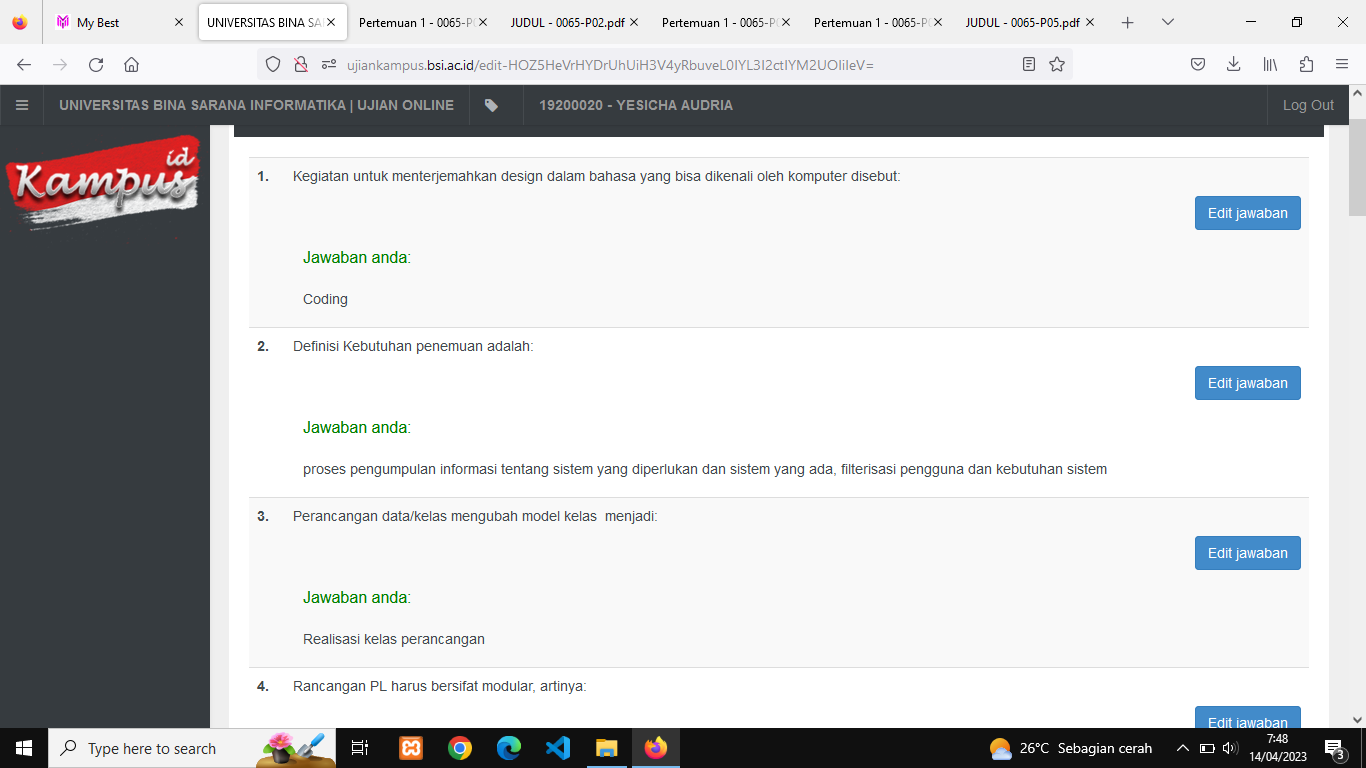 My Best
UNIVERSITAS BINA SA
Pertemuan 1 - 0065-P
JUDUL - 0065-P02.pdf
Pertemuan 1 - 0065-P
Pertemuan 1 - 0065-P
JUDUL - 0065-P05.pdf
ujiankampus.bsi.ac.id/edit-HOZ5HeVrHYDrUhUiH3V4yRbuveL0IYL3I2ctIYM2UOIiIeV=
UNIVERSITAS BINA SARANA INFORMATIKA | UJIAN ONLINE
19200020 - YESICHA AUDRIA
Log Out
Kampus id
1. Kegiatan untuk menterjemahkan design dalam bahasa yang bisa dikenali oleh komputer disebut:
Edit jawaban
Jawaban anda:
Coding
2. Definisi Kebutuhan penemuan adalah:
Edit jawaban
Jawaban anda:
proses pengumpulan informasi tentang sistem yang diperlukan dan sistem yang ada, filterisasi pengguna dan kebutuhan sistem
3. Perancangan data/kelas mengubah model kelas  menjadi:
Edit jawaban
Jawaban anda:
Realisasi kelas perancangan
4. Rancangan PL harus bersifat modular, artinya:
Edit jawaban
Type here to search
26°C Sebagian cerah
7:48
14/04/2023
3